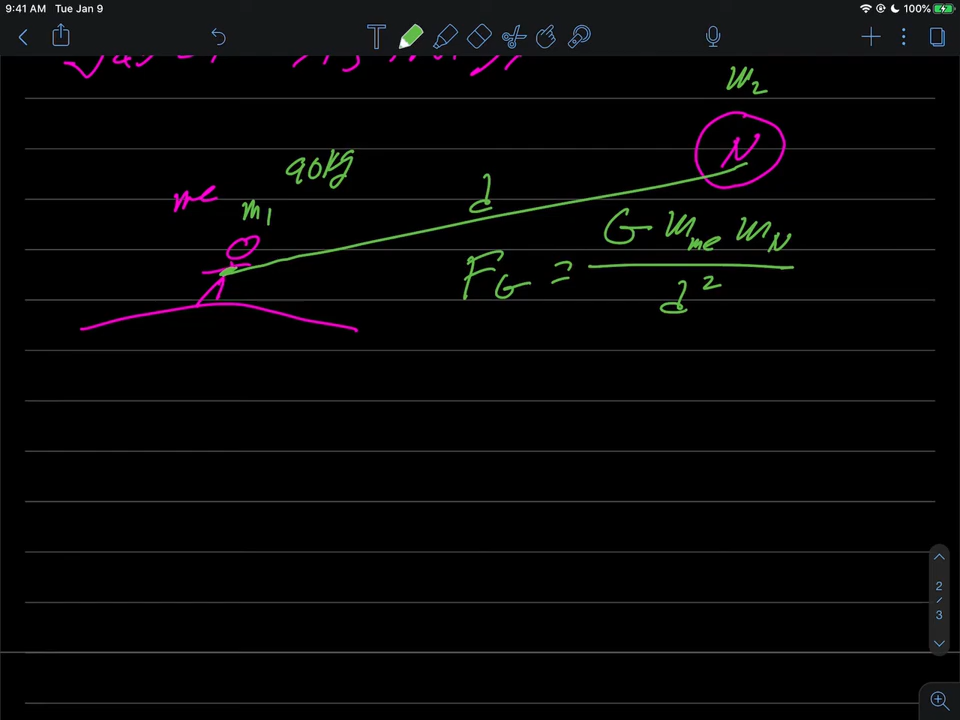 9:41 AM Tue Jan 9
100%
T
m₂
N
90kg
me
m₁
d
F_G = G m_me m_N / d²
2 / 3